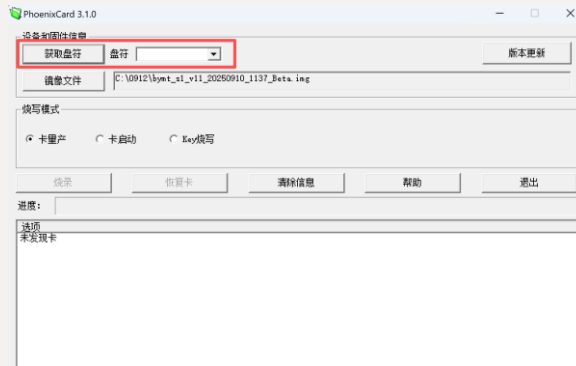 PhoenixCard 3.1.0
设备和固件信息
获取盘符 盘符 版本更新
镜像文件 C:\0912\bymt_sl_v11_20250910_1137_Beta.img
烧写模式
卡量产 卡启动 Key烧写
烧录 恢复卡 清除信息 帮助 退出
进度:
选项
未发现卡